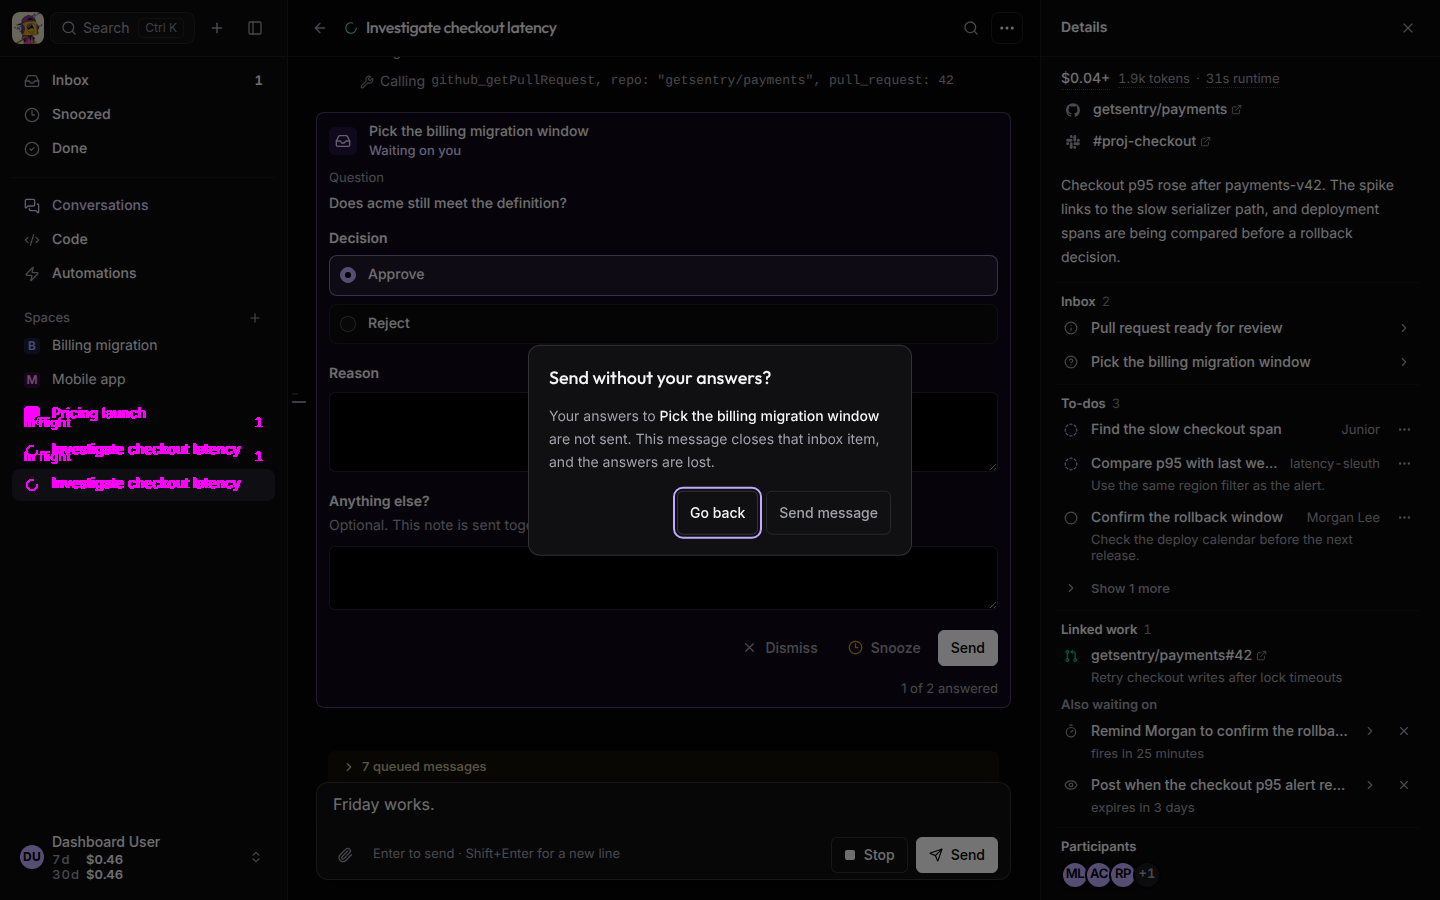 Search Ctrl K
Inbox 1
Snoozed
Done
Conversations
Code
Automations
Spaces
B Billing migration
M Mobile app
Pricing launch
In flight 1
Investigate checkout latency
In flight 1
Investigate checkout latency
DU Dashboard User
7d $0.46
30d $0.46
Investigate checkout latency
Calling github_getPullRequest, repo: "getsentry/payments", pull_request: 42
Pick the billing migration window
Waiting on you
Question
Does acme still meet the definition?
Decision
Approve
Reject
Reason
Anything else?
Optional. This note is sent
Dismiss Snooze Send
1 of 2 answered
Send without your answers?
Your answers to Pick the billing migration window
are not sent. This message closes that inbox item,
and the answers are lost.
Go back Send message
7 queued messages
Friday works.
Enter to send · Shift+Enter for a new line
Stop Send
Details
$0.04+ 1.9k tokens · 31s runtime
getsentry/payments
#proj-checkout
Checkout p95 rose after payments-v42. The spike
links to the slow serializer path, and deployment
spans are being compared before a rollback
decision.
Inbox 2
Pull request ready for review
Pick the billing migration window
To-dos 3
Find the slow checkout span Junior
Compare p95 with last we... latency-sleuth
Use the same region filter as the alert.
Confirm the rollback window Morgan Lee
Check the deploy calendar before the next
release.
Show 1 more
Linked work 1
getsentry/payments#42
Retry checkout writes after lock timeouts
Also waiting on
Remind Morgan to confirm the rollba...
fires in 25 minutes
Post when the checkout p95 alert re...
expires in 3 days
Participants
ML AC RP +1